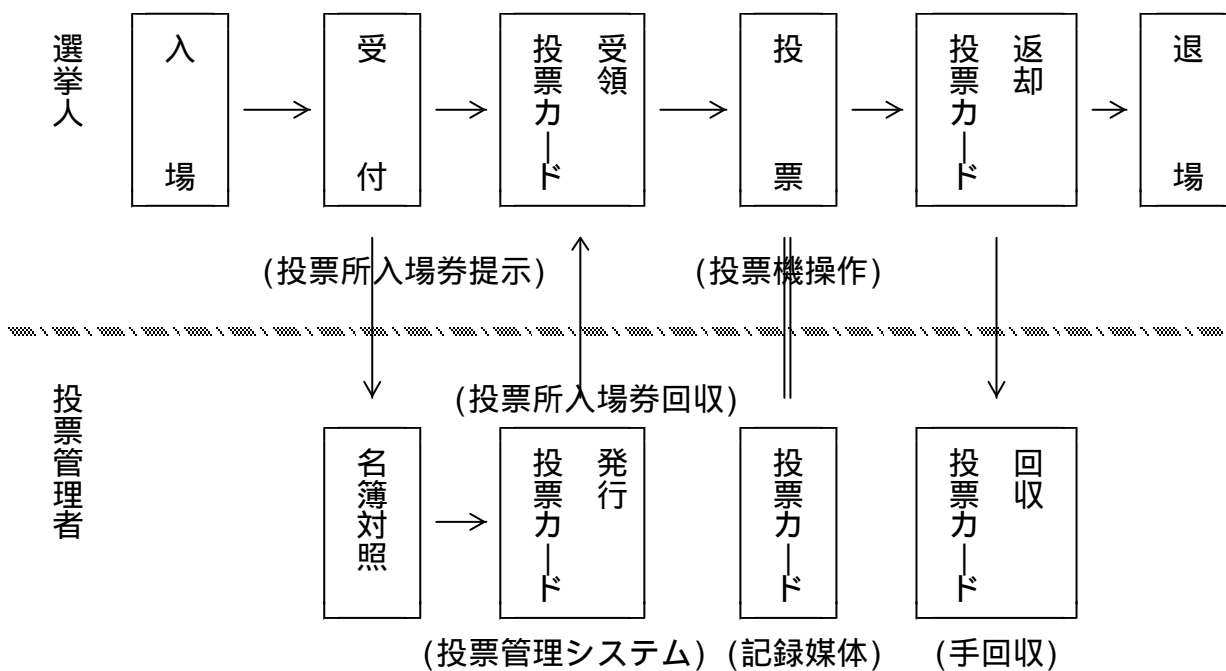 選挙人
入場
受付
投票カード
受領
投票
投票カード
返却
退場
(投票所入場券提示)
(投票機操作)
(投票所入場券回収)
投票管理者
名簿対照
投票カード
発行
投票カード
投票カード
回収
(投票管理システム)
(記録媒体)
(手回収)